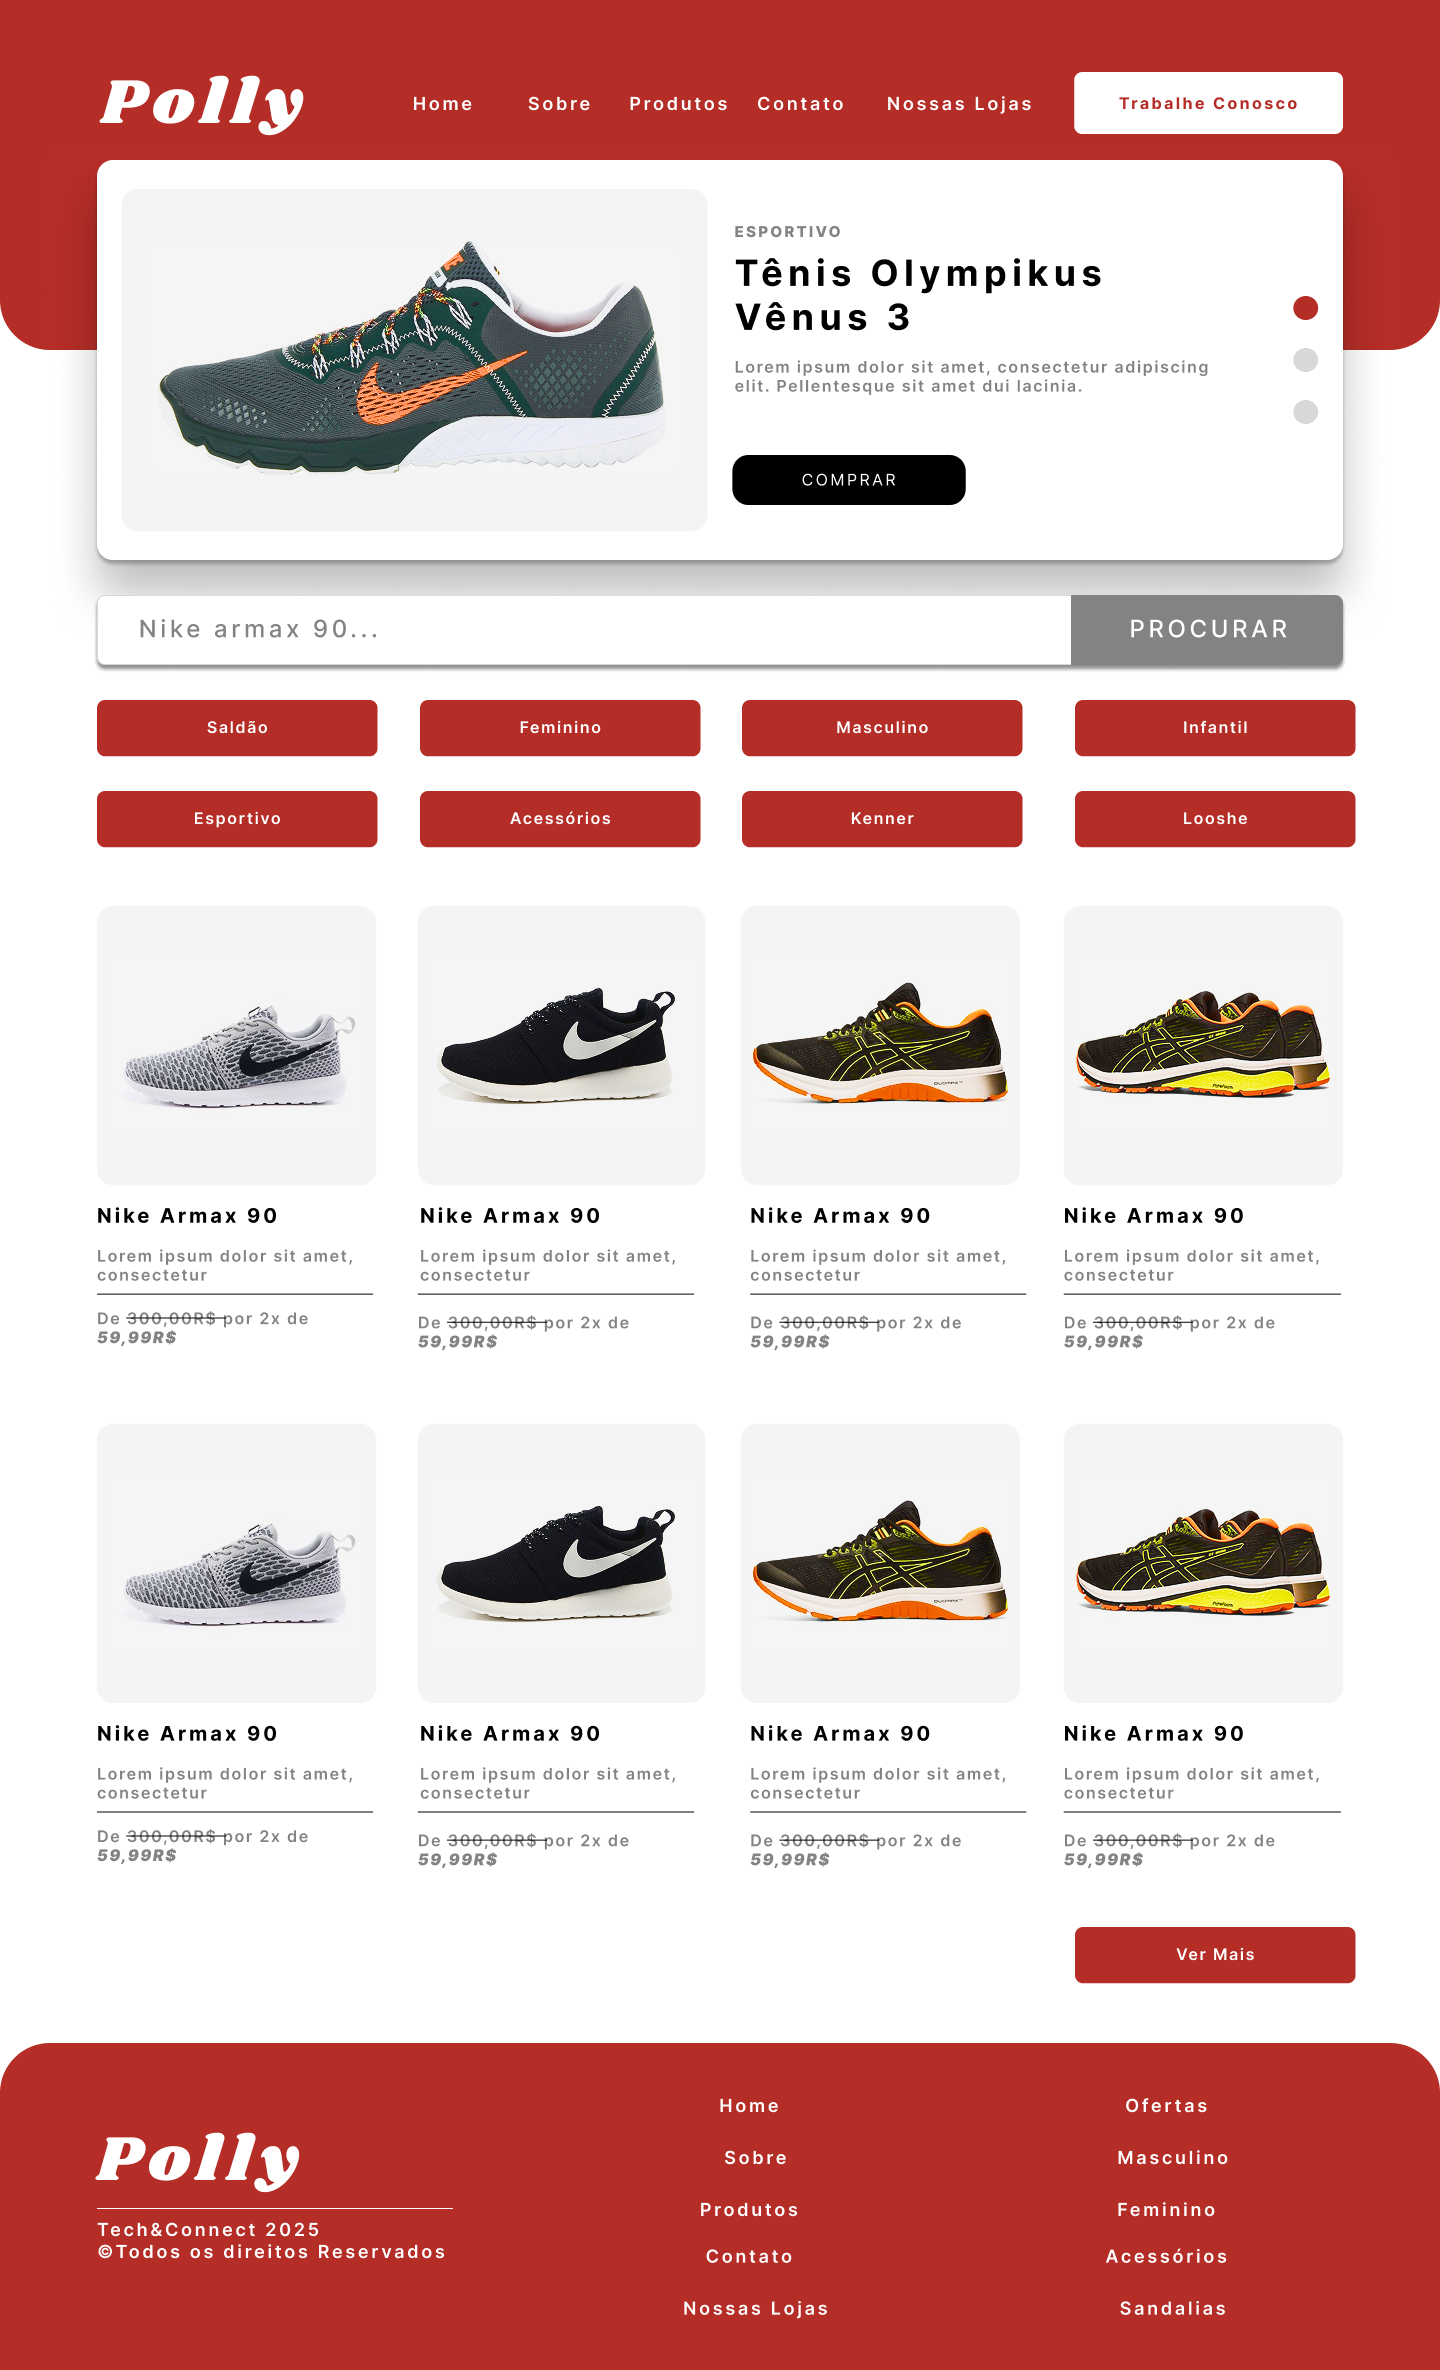 Polly
Home Sobre Produtos Contato Nossas Lojas Trabalhe Conosco
ESPORTIVO
Tênis Olympikus
Vênus 3
Lorem ipsum dolor sit amet, consectetur adipiscing
elit. Pellentesque sit amet dui lacinia.
COMPRAR
Nike armax 90... PROCURAR
Saldão Feminino Masculino Infantil
Esportivo Acessórios Kenner Looshe
Nike Armax 90
Lorem ipsum dolor sit amet,
consectetur
De 300,00R$ por 2x de
59,99R$
Nike Armax 90
Lorem ipsum dolor sit amet,
consectetur
De 300,00R$ por 2x de
59,99R$
Nike Armax 90
Lorem ipsum dolor sit amet,
consectetur
De 300,00R$ por 2x de
59,99R$
Nike Armax 90
Lorem ipsum dolor sit amet,
consectetur
De 300,00R$ por 2x de
59,99R$
Nike Armax 90
Lorem ipsum dolor sit amet,
consectetur
De 300,00R$ por 2x de
59,99R$
Nike Armax 90
Lorem ipsum dolor sit amet,
consectetur
De 300,00R$ por 2x de
59,99R$
Nike Armax 90
Lorem ipsum dolor sit amet,
consectetur
De 300,00R$ por 2x de
59,99R$
Nike Armax 90
Lorem ipsum dolor sit amet,
consectetur
De 300,00R$ por 2x de
59,99R$
Ver Mais
Polly
Tech&Connect 2025
©Todos os direitos Reservados
Home
Sobre
Produtos
Contato
Nossas Lojas
Ofertas
Masculino
Feminino
Acessórios
Sandalias